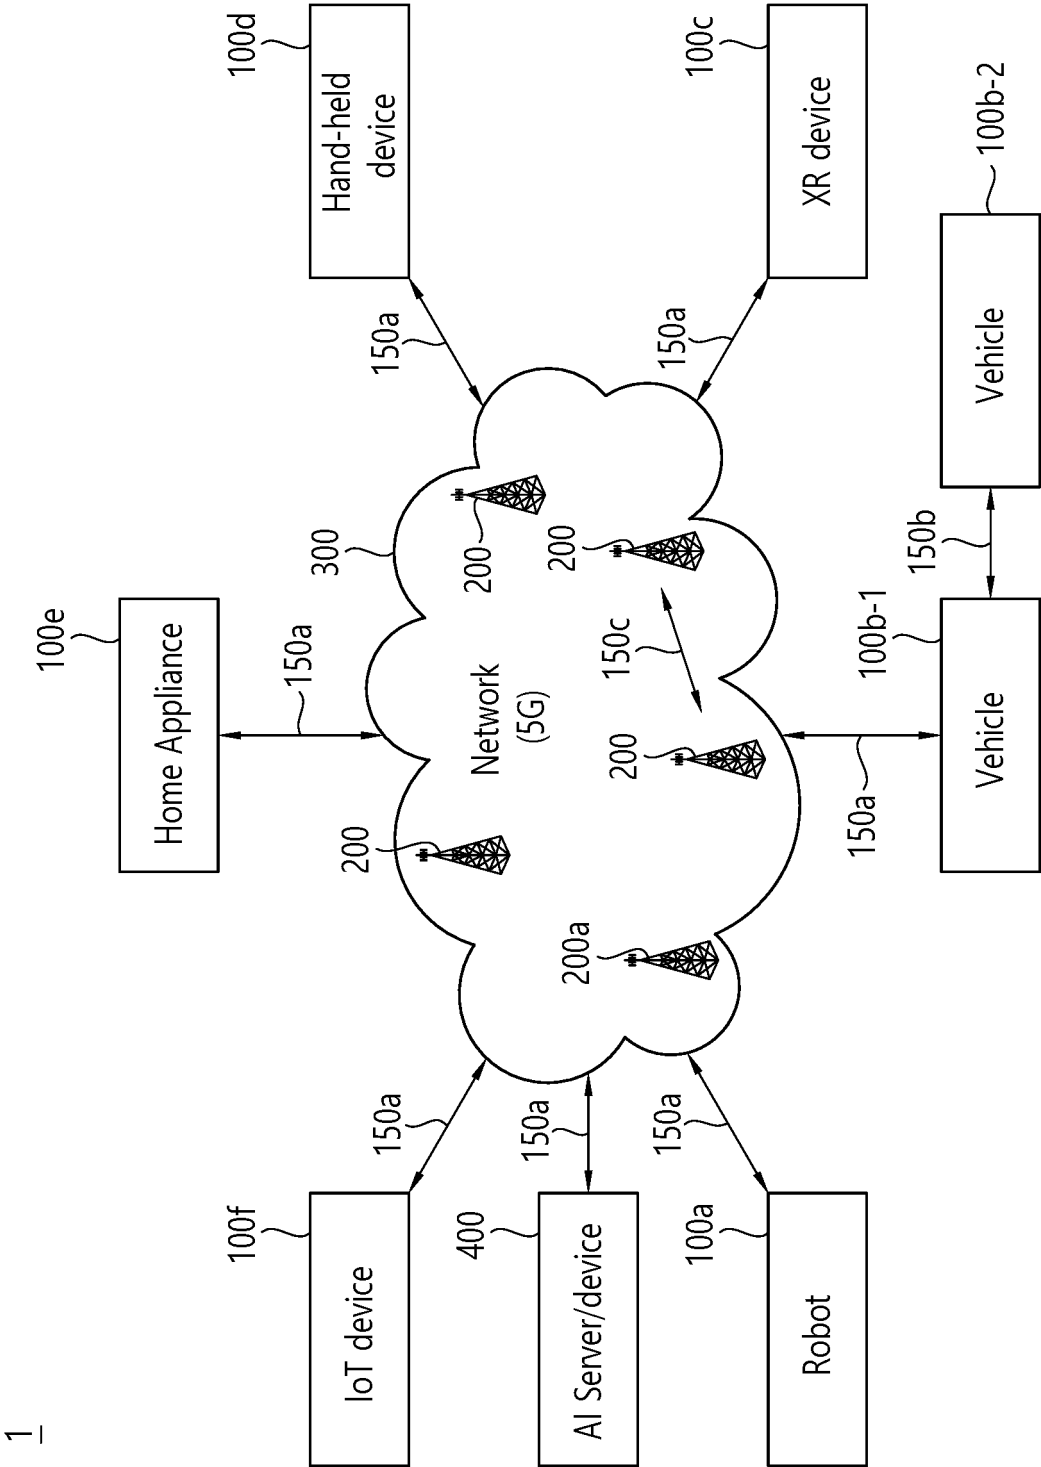 1
100e
Home Appliance
100f
100d
150a
300
Hand-held
device
IoT device
200
150a
150a
400
Network
(5G)
200
150a
200a
200
AI Server/device
200
150c
150a
150a
100a
100c
Robot
XR device
150a
100b-1
150b
100b-2
Vehicle
Vehicle